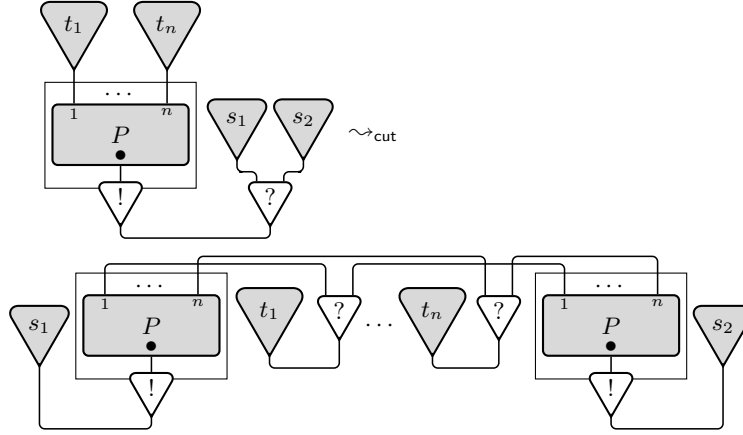 t₁ tₙ
… 
1 n s₁ s₂ ⇝cut
P
! ?
…
1 n t₁ ? … tₙ ? … 1 n
s₁ P P s₂
! !